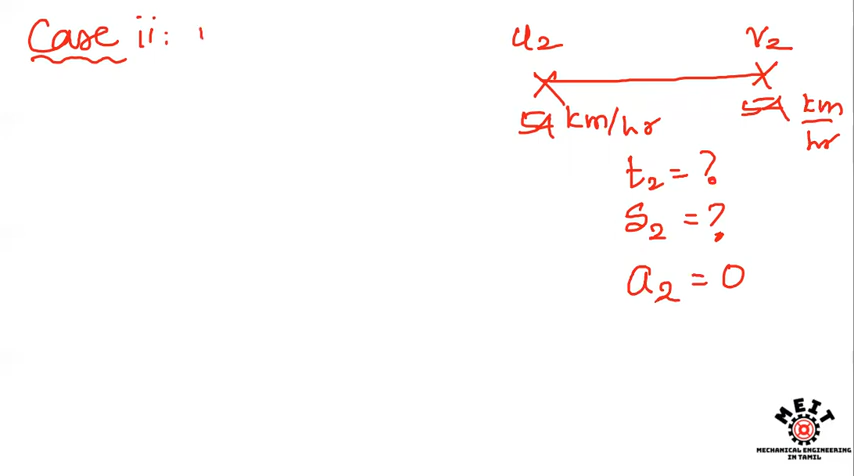 Case ii:
u₂ v₂
54 km/hr 54 km/hr
t₂ = ?
S₂ = ?
a₂ = 0
MEIT
MECHANICAL ENGINEERING
IN TAMIL